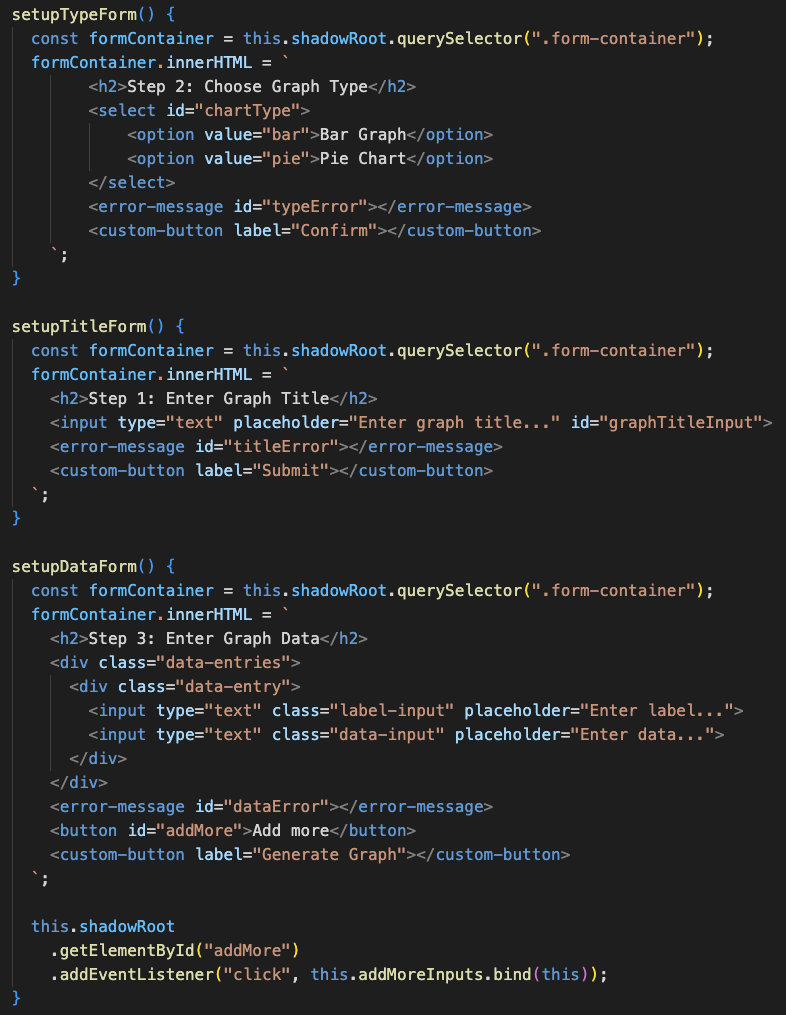 setupTypeForm() {
  const formContainer = this.shadowRoot.querySelector(".form-container");
  formContainer.innerHTML = `
        <h2>Step 2: Choose Graph Type</h2>
        <select id="chartType">
            <option value="bar">Bar Graph</option>
            <option value="pie">Pie Chart</option>
        </select>
        <error-message id="typeError"></error-message>
        <custom-button label="Confirm"></custom-button>
    `;
}

setupTitleForm() {
  const formContainer = this.shadowRoot.querySelector(".form-container");
  formContainer.innerHTML = `
    <h2>Step 1: Enter Graph Title</h2>
    <input type="text" placeholder="Enter graph title..." id="graphTitleInput">
    <error-message id="titleError"></error-message>
    <custom-button label="Submit"></custom-button>
  `;
}

setupDataForm() {
  const formContainer = this.shadowRoot.querySelector(".form-container");
  formContainer.innerHTML = `
    <h2>Step 3: Enter Graph Data</h2>
    <div class="data-entries">
      <div class="data-entry">
        <input type="text" class="label-input" placeholder="Enter label...">
        <input type="text" class="data-input" placeholder="Enter data...">
      </div>
    </div>
    <error-message id="dataError"></error-message>
    <button id="addMore">Add more</button>
    <custom-button label="Generate Graph"></custom-button>
  `;

  this.shadowRoot
    .getElementById("addMore")
    .addEventListener("click", this.addMoreInputs.bind(this));
}